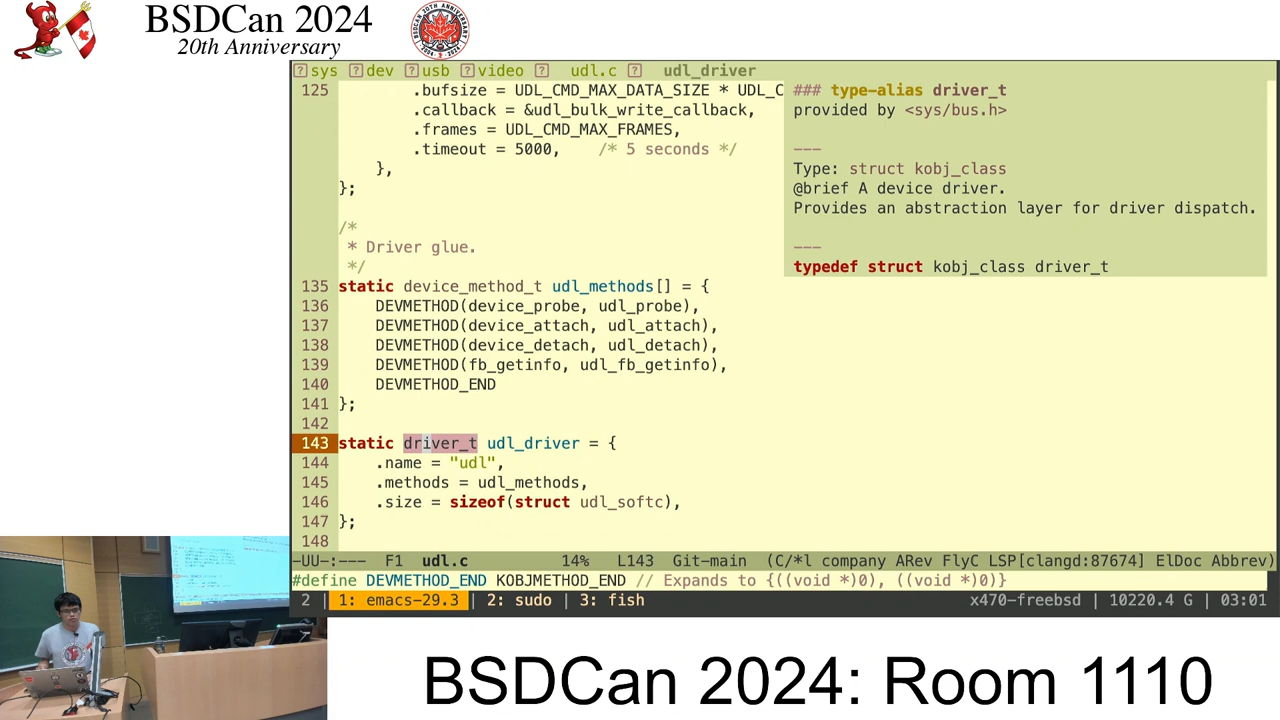 BSDCan 2024
20th Anniversary
sys dev usb video udl.c udl_driver
125 .bufsize = UDL_CMD_MAX_DATA_SIZE * UDL_C
.callback = &udl_bulk_write_callback,
.frames = UDL_CMD_MAX_FRAMES,
.timeout = 5000, /* 5 seconds */
},
};
/*
* Driver glue.
*/
135 static device_method_t udl_methods[] = {
136 DEVMETHOD(device_probe, udl_probe),
137 DEVMETHOD(device_attach, udl_attach),
138 DEVMETHOD(device_detach, udl_detach),
139 DEVMETHOD(fb_getinfo, udl_fb_getinfo),
140 DEVMETHOD_END
141 };
142
143 static driver_t udl_driver = {
144 .name = "udl",
145 .methods = udl_methods,
146 .size = sizeof(struct udl_softc),
147 };
148
### type-alias driver_t
provided by <sys/bus.h>
———
Type: struct kobj_class
@brief A device driver.
Provides an abstraction layer for driver dispatch.
———
typedef struct kobj_class driver_t
-UU-:--- F1 udl.c 14% L143 Git-main (C/*l company ARev FlyC LSP[clangd:87674] ElDoc Abbrev)
#define DEVMETHOD_END KOBJMETHOD_END // Expands to {((void *)0), ((void *)0)}
2 | 1: emacs-29.3 | 2: sudo | 3: fish x470-freebsd | 10220.4 G | 03:01
BSDCan 2024: Room 1110